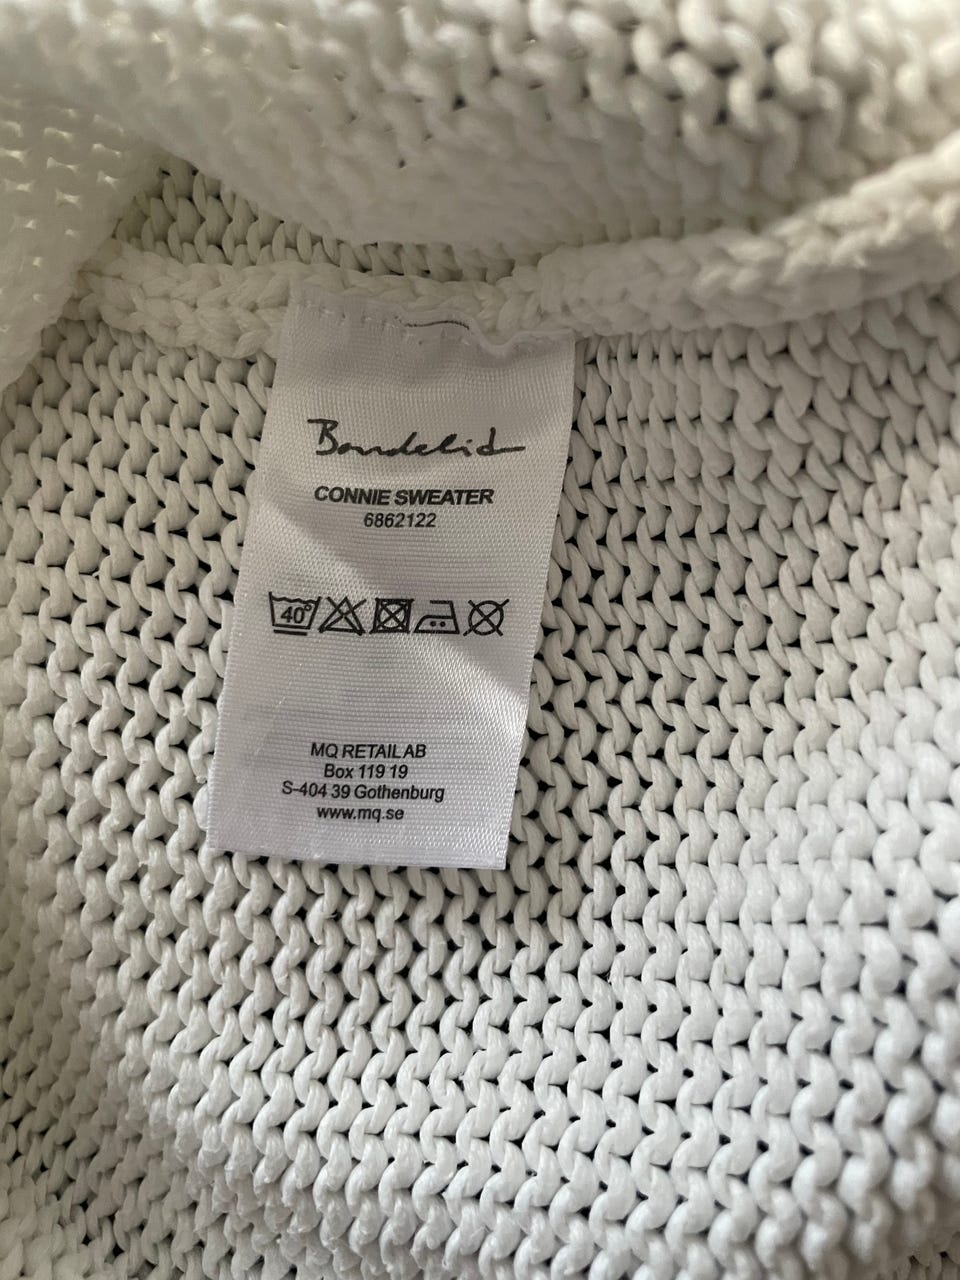 Bondelid
CONNIE SWEATER
6862122
40°
MQ RETAIL AB
Box 119 19
S-404 39 Gothenburg
www.mq.se